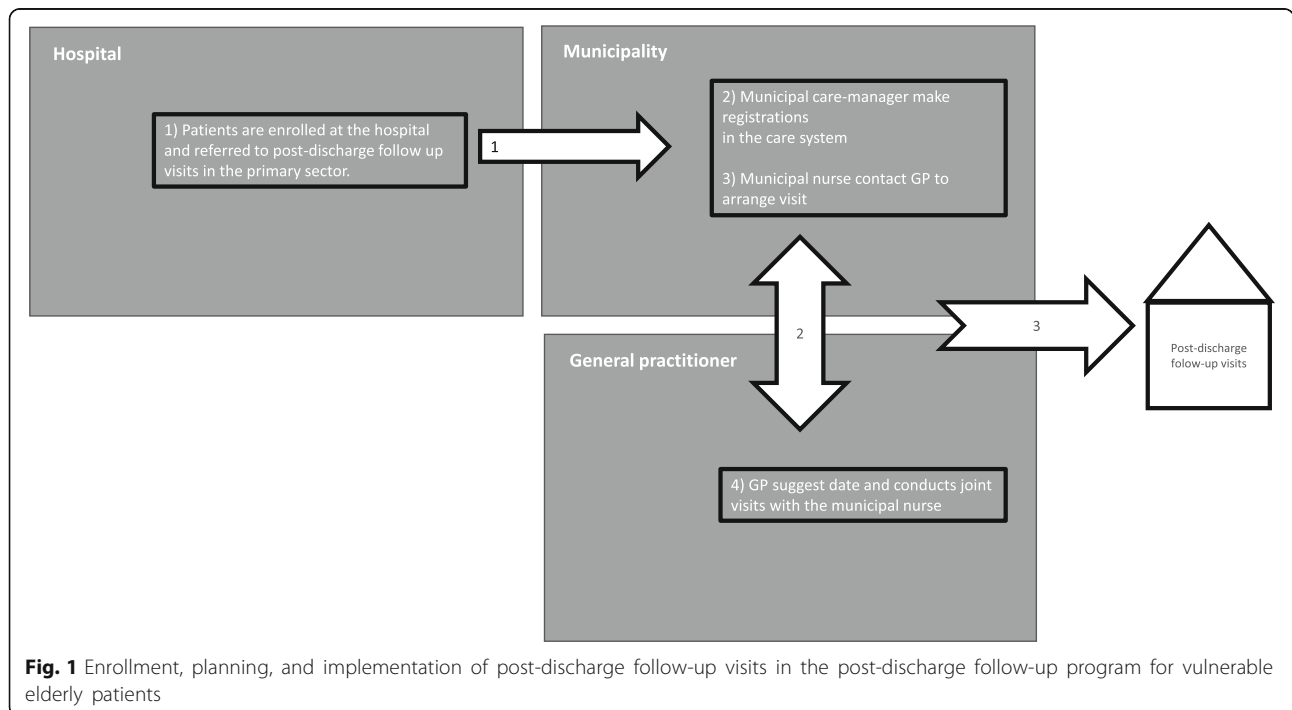 Hospital
1) Patients are enrolled at the hospital
and referred to post-discharge follow up
visits in the primary sector.
1
Municipality
2) Municipal care-manager make
registrations
in the care system
3) Municipal nurse contact GP to
arrange visit
2
3
Post-discharge
folow-up visits
General practitioner
4) GP suggest date and conducts joint
visits with the municipal nurse
Fig. 1 Enrollment, planning, and implementation of post-discharge follow-up visits in the post-discharge follow-up program for vulnerable
elderly patients